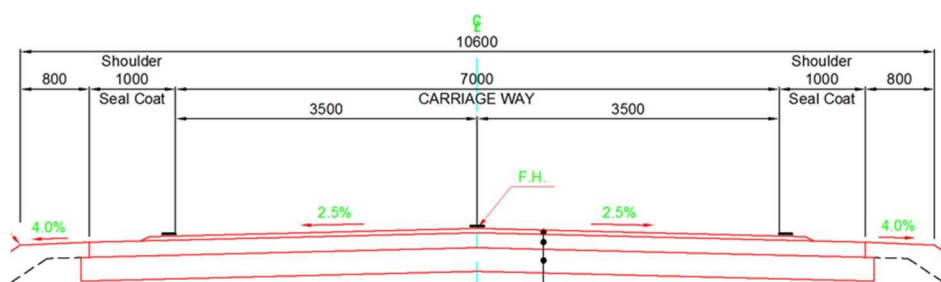 ℄
10600
Shoulder
Shoulder
800
1000
7000
1000
800
Seal Coat
CARRIAGE WAY
Seal Coat
3500
3500
F.H.
4.0%
2.5%
2.5%
4.0%